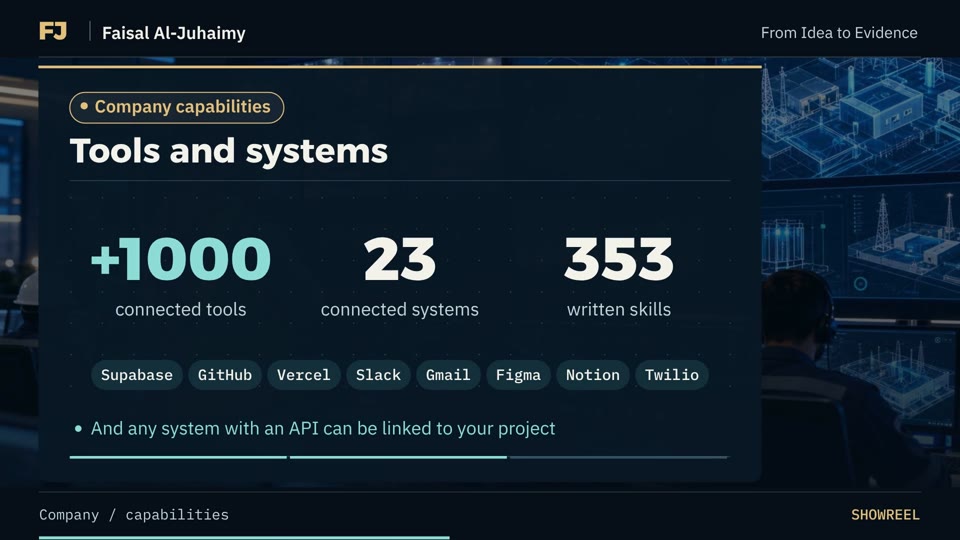 FJ
Faisal Al-Juhaimy
From Idea to Evidence
Company capabilities
Tools and systems
+1000
23
353
connected tools
connected systems
written skills
Supabase GitHub Vercel Slack Gmail Figma Notion Twilio
And any system with an API can be linked to your project
Company / capabilities
SHOWREEL